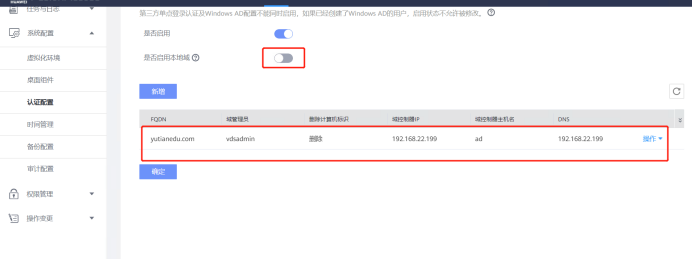 HUAWEI
任务与日志
第三方单点登录认证及Windows AD配置不能同时启用，如果已经创建了Windows AD的用户，启用状态不允许被修改。
系统配置
是否启用
虚拟化环境
是否启用本地域
桌面组件
认证配置
新增
时间管理
FQDN 域管理员 删除计算机标识 域控制器IP 域控制器主机名 DNS
备份配置
yutianedu.com vdsadmin 删除 192.168.22.199 ad 192.168.22.199 操作
审计配置
确定
权限管理
操作变更